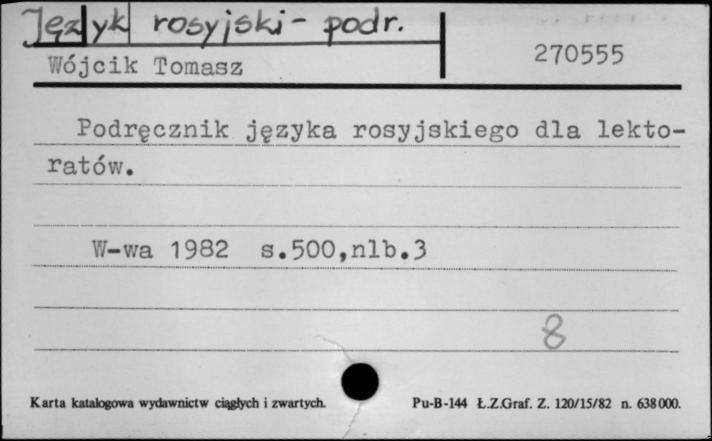 Język rosyjski - podr.
Wójcik Tomasz
270555
Podręcznik języka rosyjskiego dla lekto-
ratów.
W-wa 1982 s.500,nlb.3
8
Karta katalogowa wydawnictw ciągłych i zwartych.
Pu-B-144 Ł.Z.Graf. Z. 120/15/82 n. 638000.